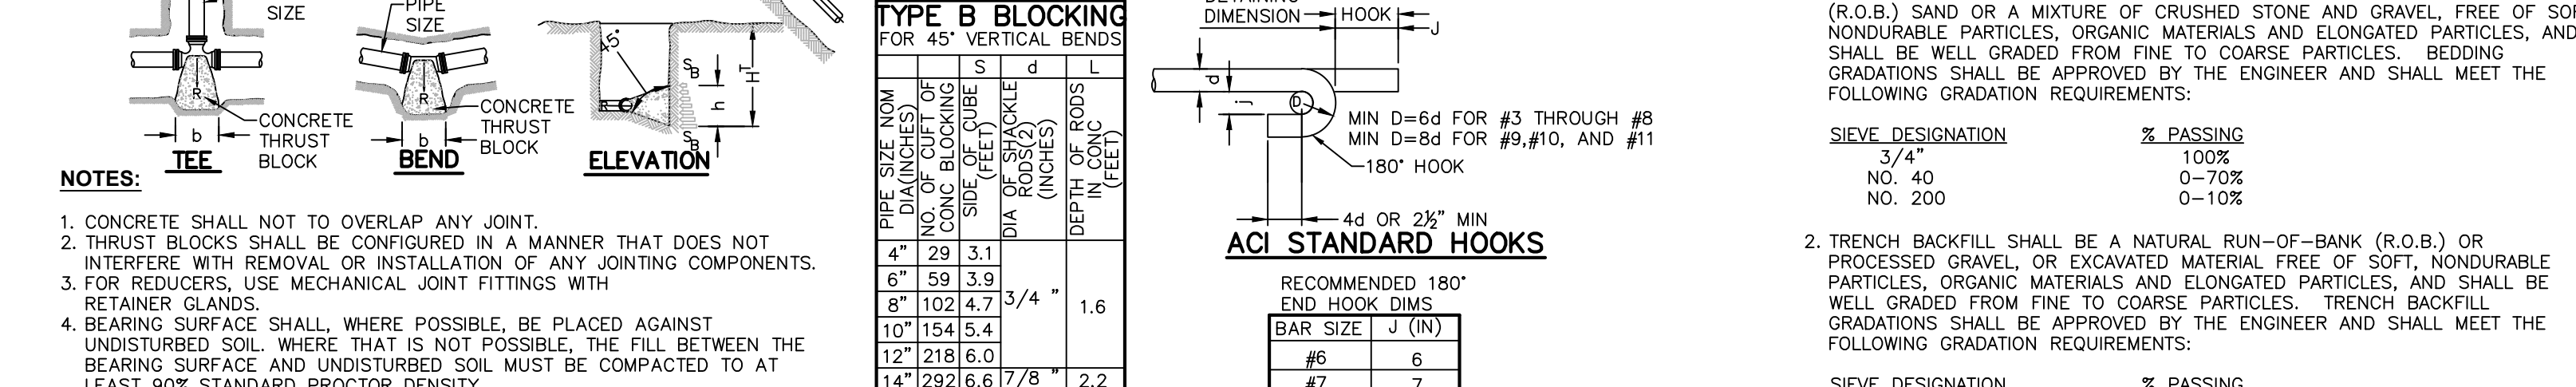 SIZE
PIPE
SIZE
45°
S_B
h
H_T
S_B
R
R
R
CONCRETE
THRUST
BLOCK
CONCRETE
THRUST
BLOCK
b
b
TEE
BEND
ELEVATION
NOTES:
1. CONCRETE SHALL NOT TO OVERLAP ANY JOINT.
2. THRUST BLOCKS SHALL BE CONFIGURED IN A MANNER THAT DOES NOT
INTERFERE WITH REMOVAL OR INSTALLATION OF ANY JOINTING COMPONENTS.
3. FOR REDUCERS, USE MECHANICAL JOINT FITTINGS WITH
RETAINER GLANDS.
4. BEARING SURFACE SHALL, WHERE POSSIBLE, BE PLACED AGAINST
UNDISTURBED SOIL. WHERE THAT IS NOT POSSIBLE, THE FILL BETWEEN THE
BEARING SURFACE AND UNDISTURBED SOIL MUST BE COMPACTED TO AT
LEAST 90% STANDARD PROCTOR DENSITY.
TYPE B BLOCKING
FOR 45° VERTICAL BENDS
S d L
PIPE SIZE NOM
DIA(INCHES)
NO. OF CUFT OF
CONC BLOCKING
SIDE OF CUBE
(FEET)
DIA OF SHACKLE
RODS(2)
(INCHES)
DEPTH OF RODS
IN CONC
(FEET)
4" 29 3.1
6" 59 3.9
8" 102 4.7 3/4 " 1.6
10" 154 5.4
12" 218 6.0
14" 292 6.6 7/8 " 2.2
DETAILING
DIMENSION
HOOK
J
d
j
D
MIN D=6d FOR #3 THROUGH #8
MIN D=8d FOR #9,#10, AND #11
180° HOOK
4d OR 2½" MIN
ACI STANDARD HOOKS
RECOMMENDED 180°
END HOOK DIMS
BAR SIZE J (IN)
#6 6
#7 7
(R.O.B.) SAND OR A MIXTURE OF CRUSHED STONE AND GRAVEL, FREE OF SOF
NONDURABLE PARTICLES, ORGANIC MATERIALS AND ELONGATED PARTICLES, AND
SHALL BE WELL GRADED FROM FINE TO COARSE PARTICLES. BEDDING
GRADATIONS SHALL BE APPROVED BY THE ENGINEER AND SHALL MEET THE
FOLLOWING GRADATION REQUIREMENTS:
SIEVE DESIGNATION % PASSING
3/4" 100%
NO. 40 0-70%
NO. 200 0-10%
2. TRENCH BACKFILL SHALL BE A NATURAL RUN-OF-BANK (R.O.B.) OR
PROCESSED GRAVEL, OR EXCAVATED MATERIAL FREE OF SOFT, NONDURABLE
PARTICLES, ORGANIC MATERIALS AND ELONGATED PARTICLES, AND SHALL BE
WELL GRADED FROM FINE TO COARSE PARTICLES. TRENCH BACKFILL
GRADATIONS SHALL BE APPROVED BY THE ENGINEER AND SHALL MEET THE
FOLLOWING GRADATION REQUIREMENTS:
SIEVE DESIGNATION % PASSING